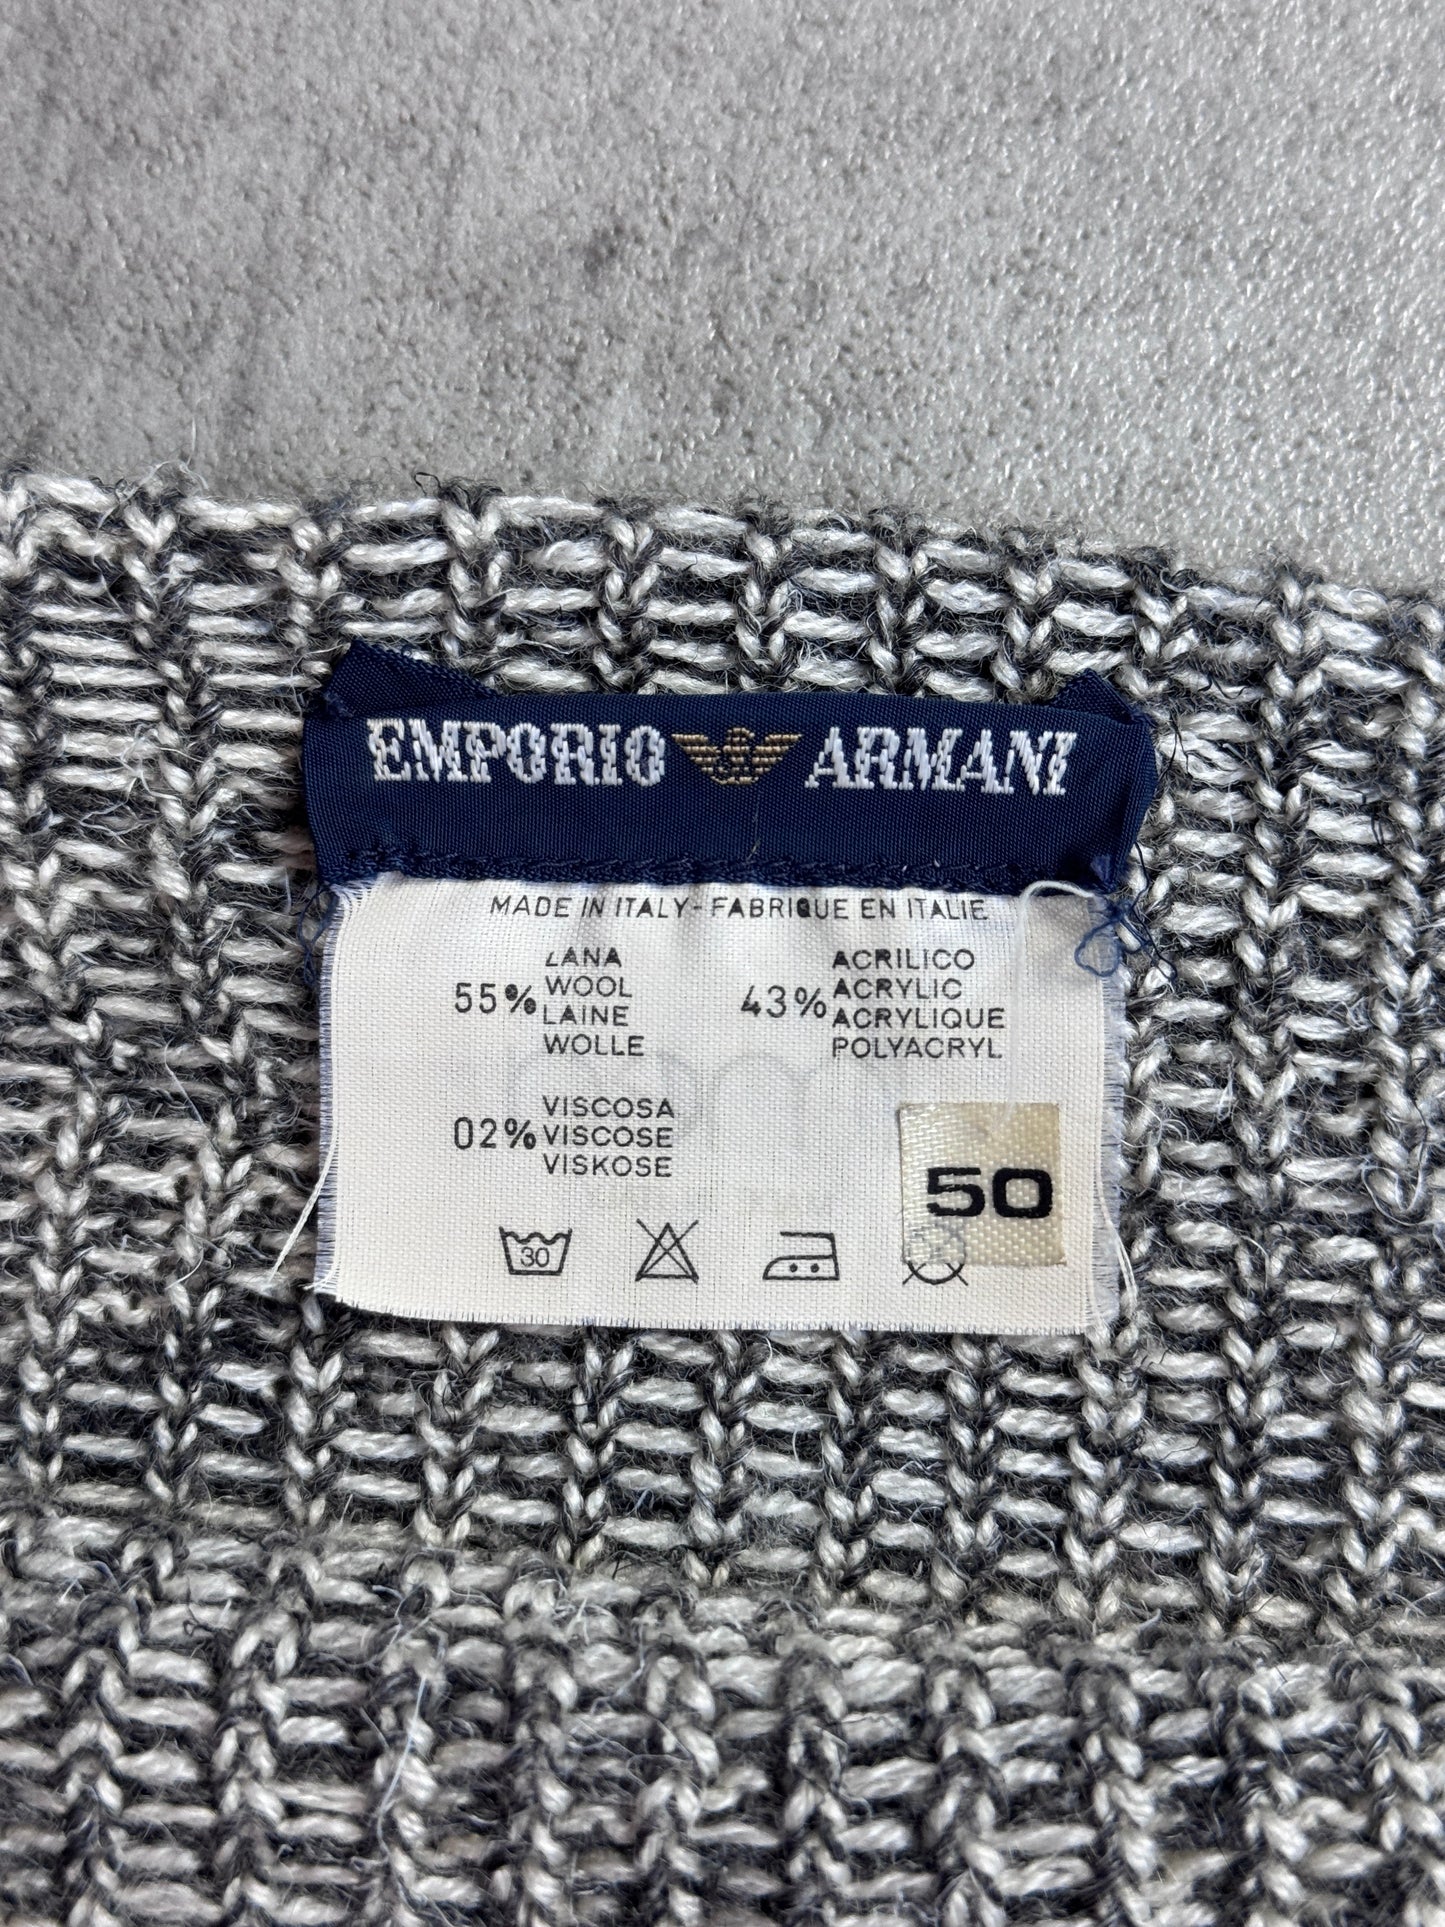 EMPORIO ARMANI
MADE IN ITALY-FABRIQUE EN ITALIE
55% LANA
WOOL
LAINE
WOLLE
43% ACRILICO
ACRYLIC
ACRYLIQUE
POLYACRYL
02% VISCOSA
VISCOSE
VISKOSE
50
30